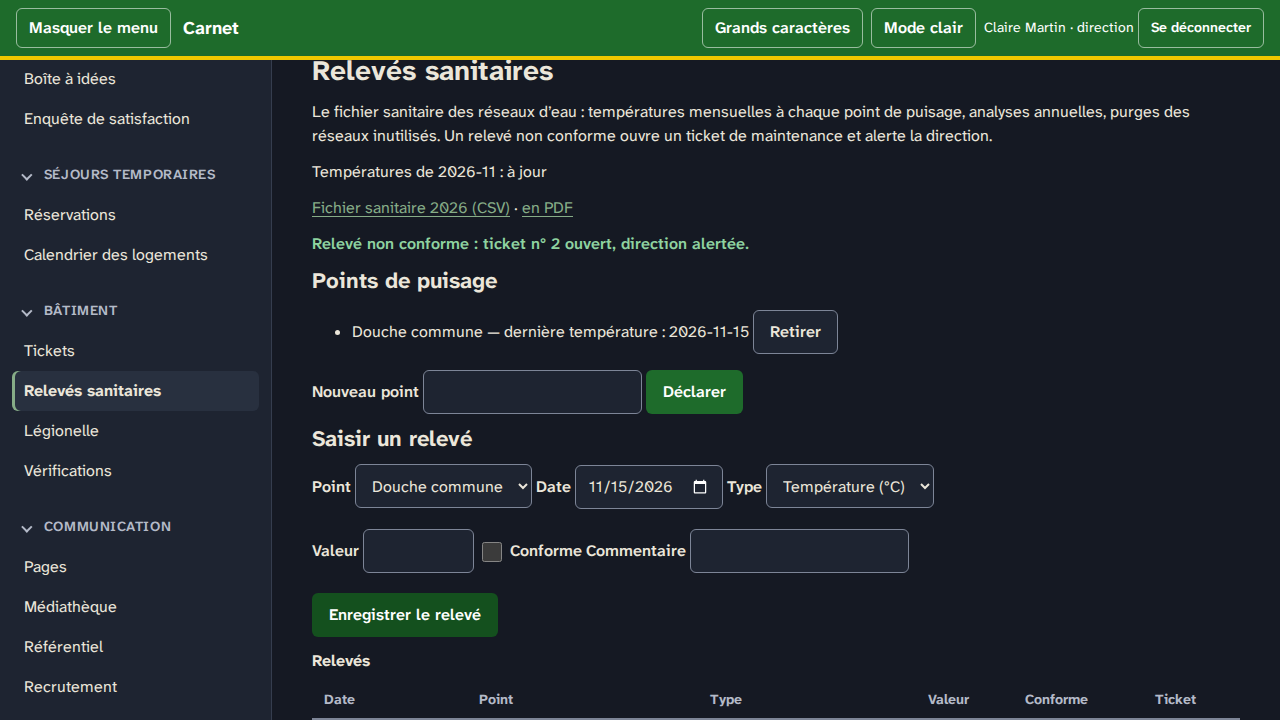 Masquer le menu Carnet Grands caractères Mode clair Claire Martin · direction Se déconnecter
Boîte à idées
Enquête de satisfaction
SÉJOURS TEMPORAIRES
Réservations
Calendrier des logements
BÂTIMENT
Tickets
Relevés sanitaires
Légionelle
Vérifications
COMMUNICATION
Pages
Médiathèque
Référentiel
Recrutement
Relevés sanitaires
Le fichier sanitaire des réseaux d'eau : températures mensuelles à chaque point de puisage, analyses annuelles, purges des
réseaux inutilisés. Un relevé non conforme ouvre un ticket de maintenance et alerte la direction.
Températures de 2026-11 : à jour
Fichier sanitaire 2026 (CSV) · en PDF
Relevé non conforme : ticket n° 2 ouvert, direction alertée.
Points de puisage
• Douche commune — dernière température : 2026-11-15 Retirer
Nouveau point Déclarer
Saisir un relevé
Point Douche commune Date 11/15/2026 Type Température (°C)
Valeur Conforme Commentaire
Enregistrer le relevé
Relevés
Date Point Type Valeur Conforme Ticket